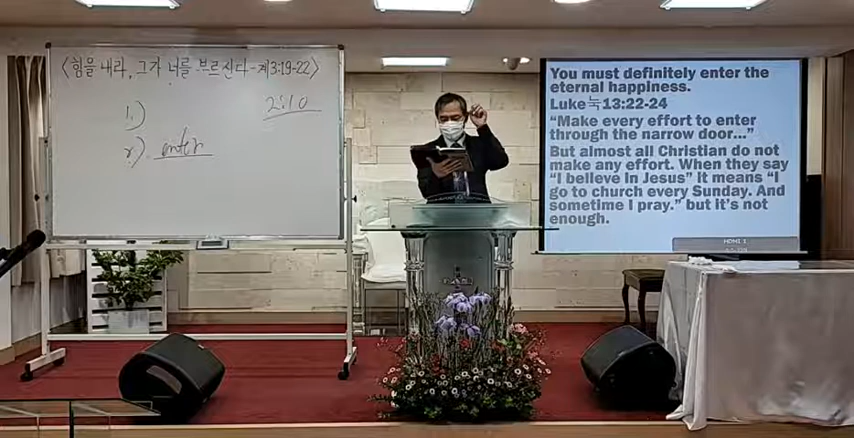 <힘을 내라, 그가 너를 부르신다-계3:19-22>
1.)
2:10
2). enter
You must definitely enter the
eternal happiness.
Luke눅13:22-24
“Make every effort to enter
through the narrow door...”
But almost all Christian do not
make any effort. When they say
“I believe in Jesus” it means “I
go to church every Sunday. And
sometime I pray.” but it’s not
enough.
HDMI 1